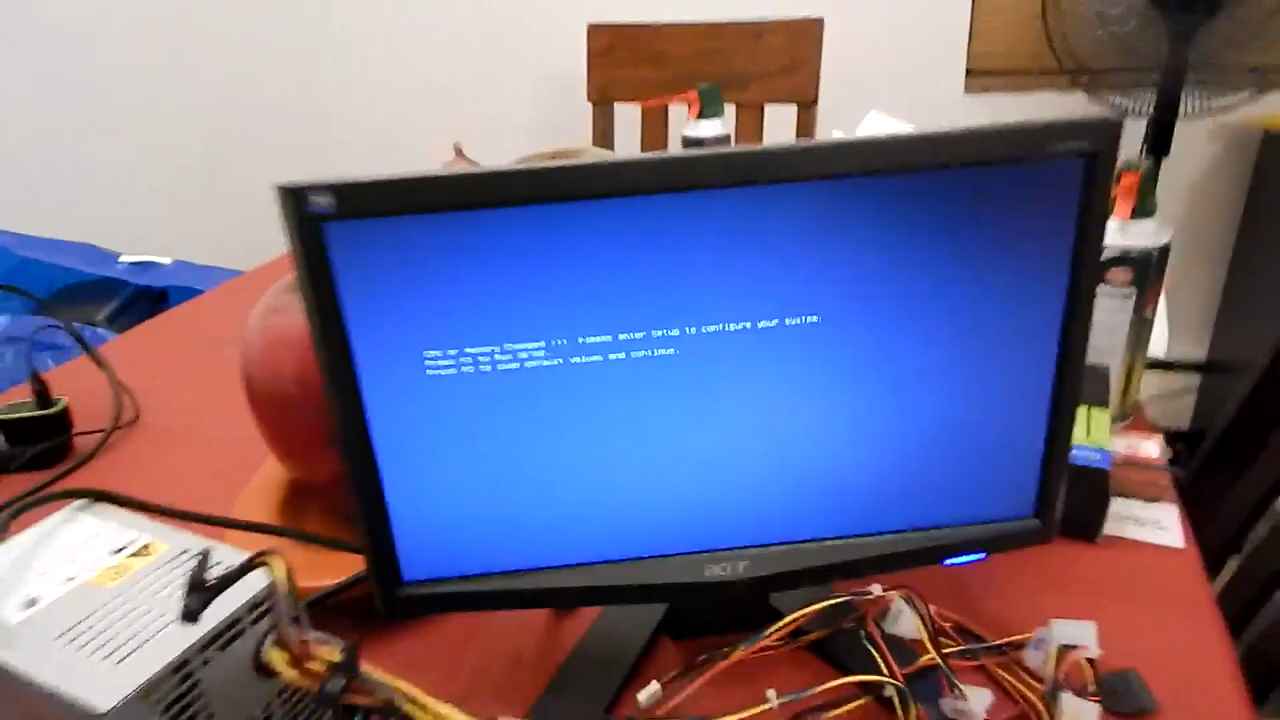 CPU or Memory Changed !!! Please enter Setup to configure your system.
Press F1 to Run SETUP.
Press F2 to load default values and continue.
acer